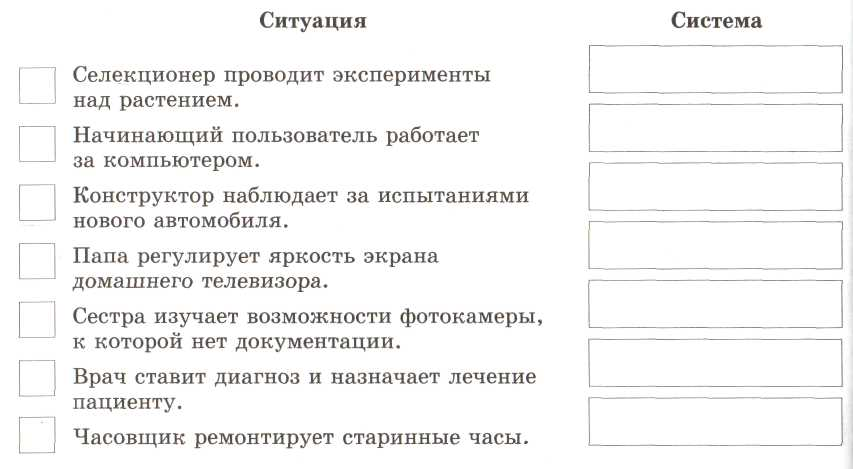 Ситуация Система
Селекционер проводит эксперименты
над растением.
Начинающий пользователь работает
за компьютером.
Конструктор наблюдает за испытаниями
нового автомобиля.
Папа регулирует яркость экрана
домашнего телевизора.
Сестра изучает возможности фотокамеры,
к которой нет документации.
Врач ставит диагноз и назначает лечение
пациенту.
Часовщик ремонтирует старинные часы.